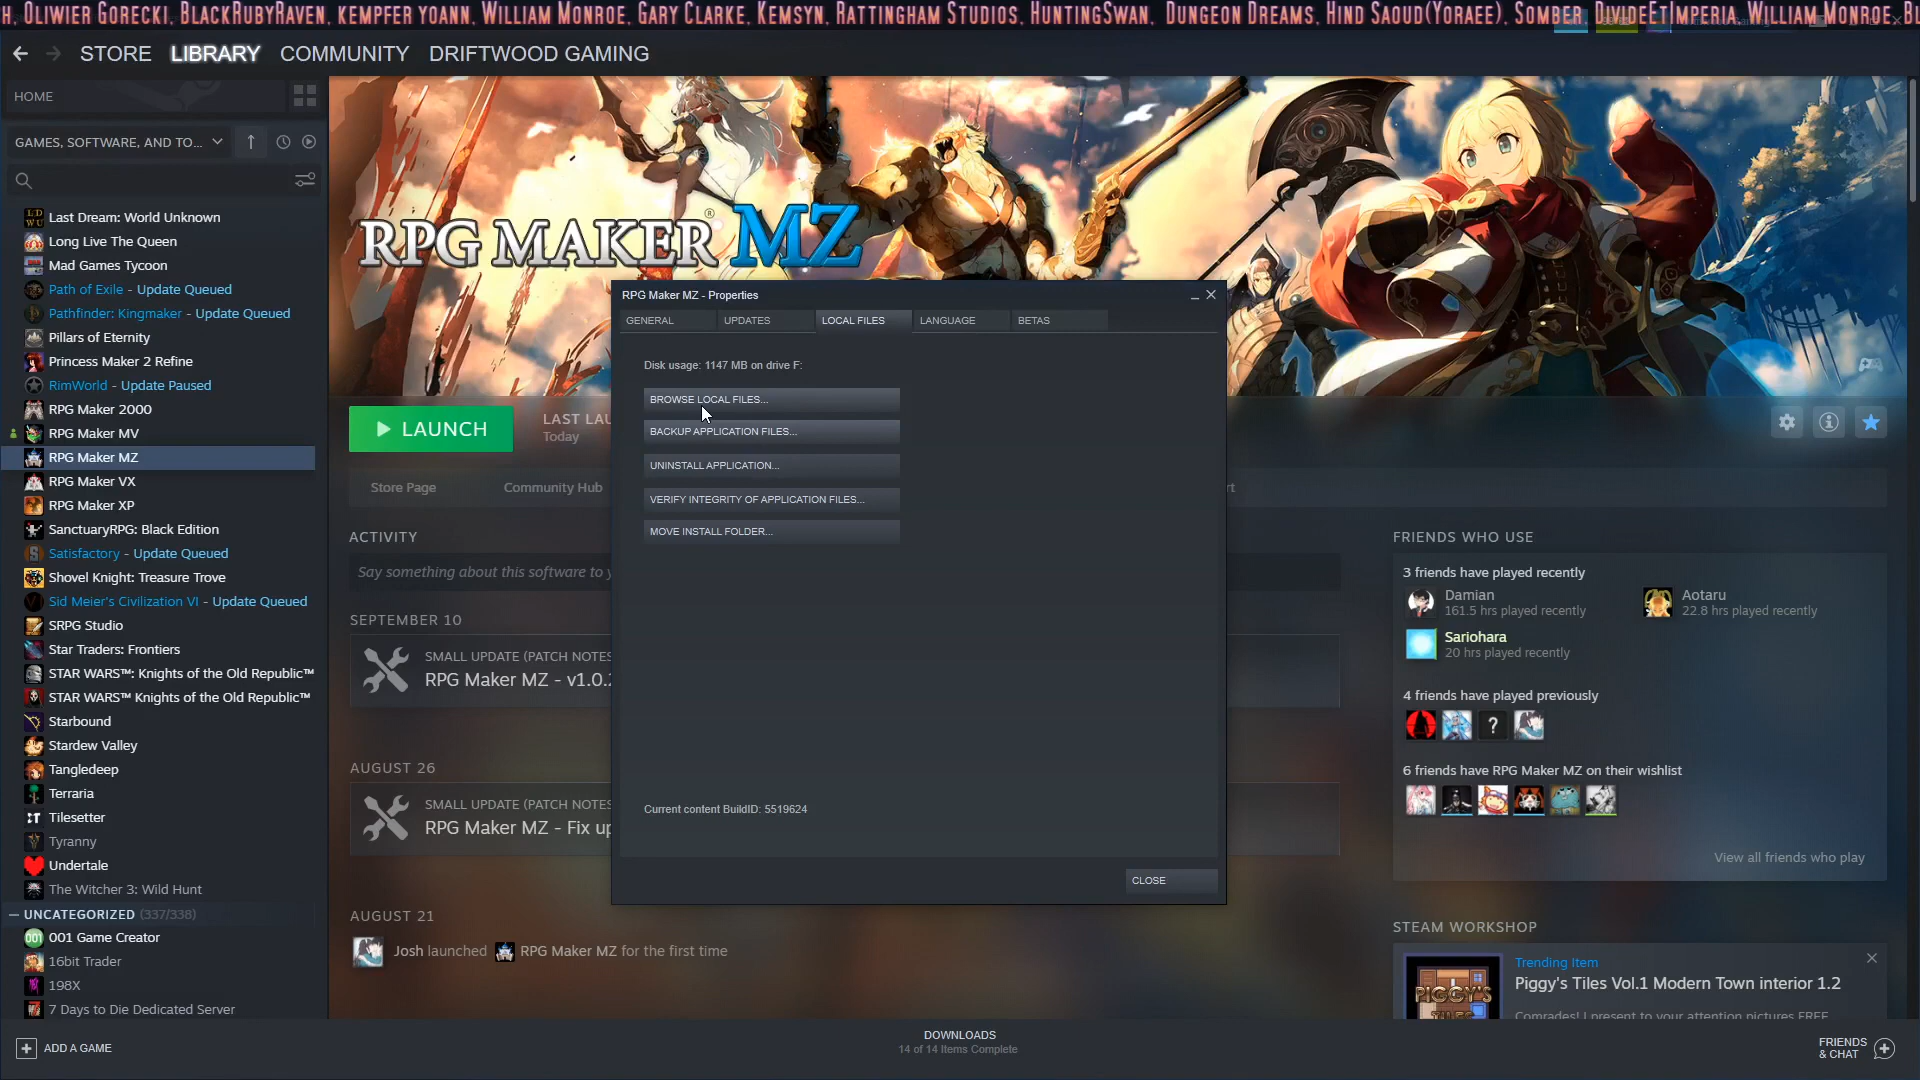 H, OLIWIER GORECKI, BLACKRUBYRAVEN, KEMPFER YOANN, WILLIAM MONROE, GARY CLARKE, KEMSYN, RATTINGHAM STUDIOS, HUNTINGSWAN, DUNGEON DREAMS, HIND SAOUD(YORAEE), SOMBER, DIVIDEETIMPERIA, WILLIAM MONROE, BL
STORE LIBRARY COMMUNITY DRIFTWOOD GAMING
HOME
GAMES, SOFTWARE, AND TO...
Last Dream: World Unknown
Long Live The Queen
Mad Games Tycoon
Path of Exile - Update Queued
Pathfinder: Kingmaker - Update Queued
Pillars of Eternity
Princess Maker 2 Refine
RimWorld - Update Paused
RPG Maker 2000
RPG Maker MV
RPG Maker MZ
RPG Maker VX
RPG Maker XP
SanctuaryRPG: Black Edition
Satisfactory - Update Queued
Shovel Knight: Treasure Trove
Sid Meier's Civilization VI - Update Queued
SRPG Studio
Star Traders: Frontiers
STAR WARS™: Knights of the Old Republic™
STAR WARS™ Knights of the Old Republic™
Starbound
Stardew Valley
Tangledeep
Terraria
Tilesetter
Tyranny
Undertale
The Witcher 3: Wild Hunt
UNCATEGORIZED (337/338)
001 Game Creator
16bit Trader
198X
7 Days to Die Dedicated Server
ADD A GAME
RPG MAKER® MZ
LAUNCH
LAST LAU
Today
Store Page
Community Hub
rt
ACTIVITY
Say something about this software to y
SEPTEMBER 10
SMALL UPDATE (PATCH NOTES
RPG Maker MZ - v1.0.2
AUGUST 26
SMALL UPDATE (PATCH NOTES
RPG Maker MZ - Fix up
AUGUST 21
Josh launched RPG Maker MZ for the first time
RPG Maker MZ - Properties
GENERAL UPDATES LOCAL FILES LANGUAGE BETAS
Disk usage: 1147 MB on drive F:
BROWSE LOCAL FILES...
BACKUP APPLICATION FILES...
UNINSTALL APPLICATION...
VERIFY INTEGRITY OF APPLICATION FILES...
MOVE INSTALL FOLDER...
Current content BuildID: 5519624
CLOSE
FRIENDS WHO USE
3 friends have played recently
Damian
161.5 hrs played recently
Aotaru
22.8 hrs played recently
Sariohara
20 hrs played recently
4 friends have played previously
?
6 friends have RPG Maker MZ on their wishlist
View all friends who play
STEAM WORKSHOP
PIGGY'S
TILES
Trending Item
Piggy's Tiles Vol.1 Modern Town interior 1.2
Comrades! I present to your attention pictures FREE
DOWNLOADS
14 of 14 Items Complete
FRIENDS
& CHAT